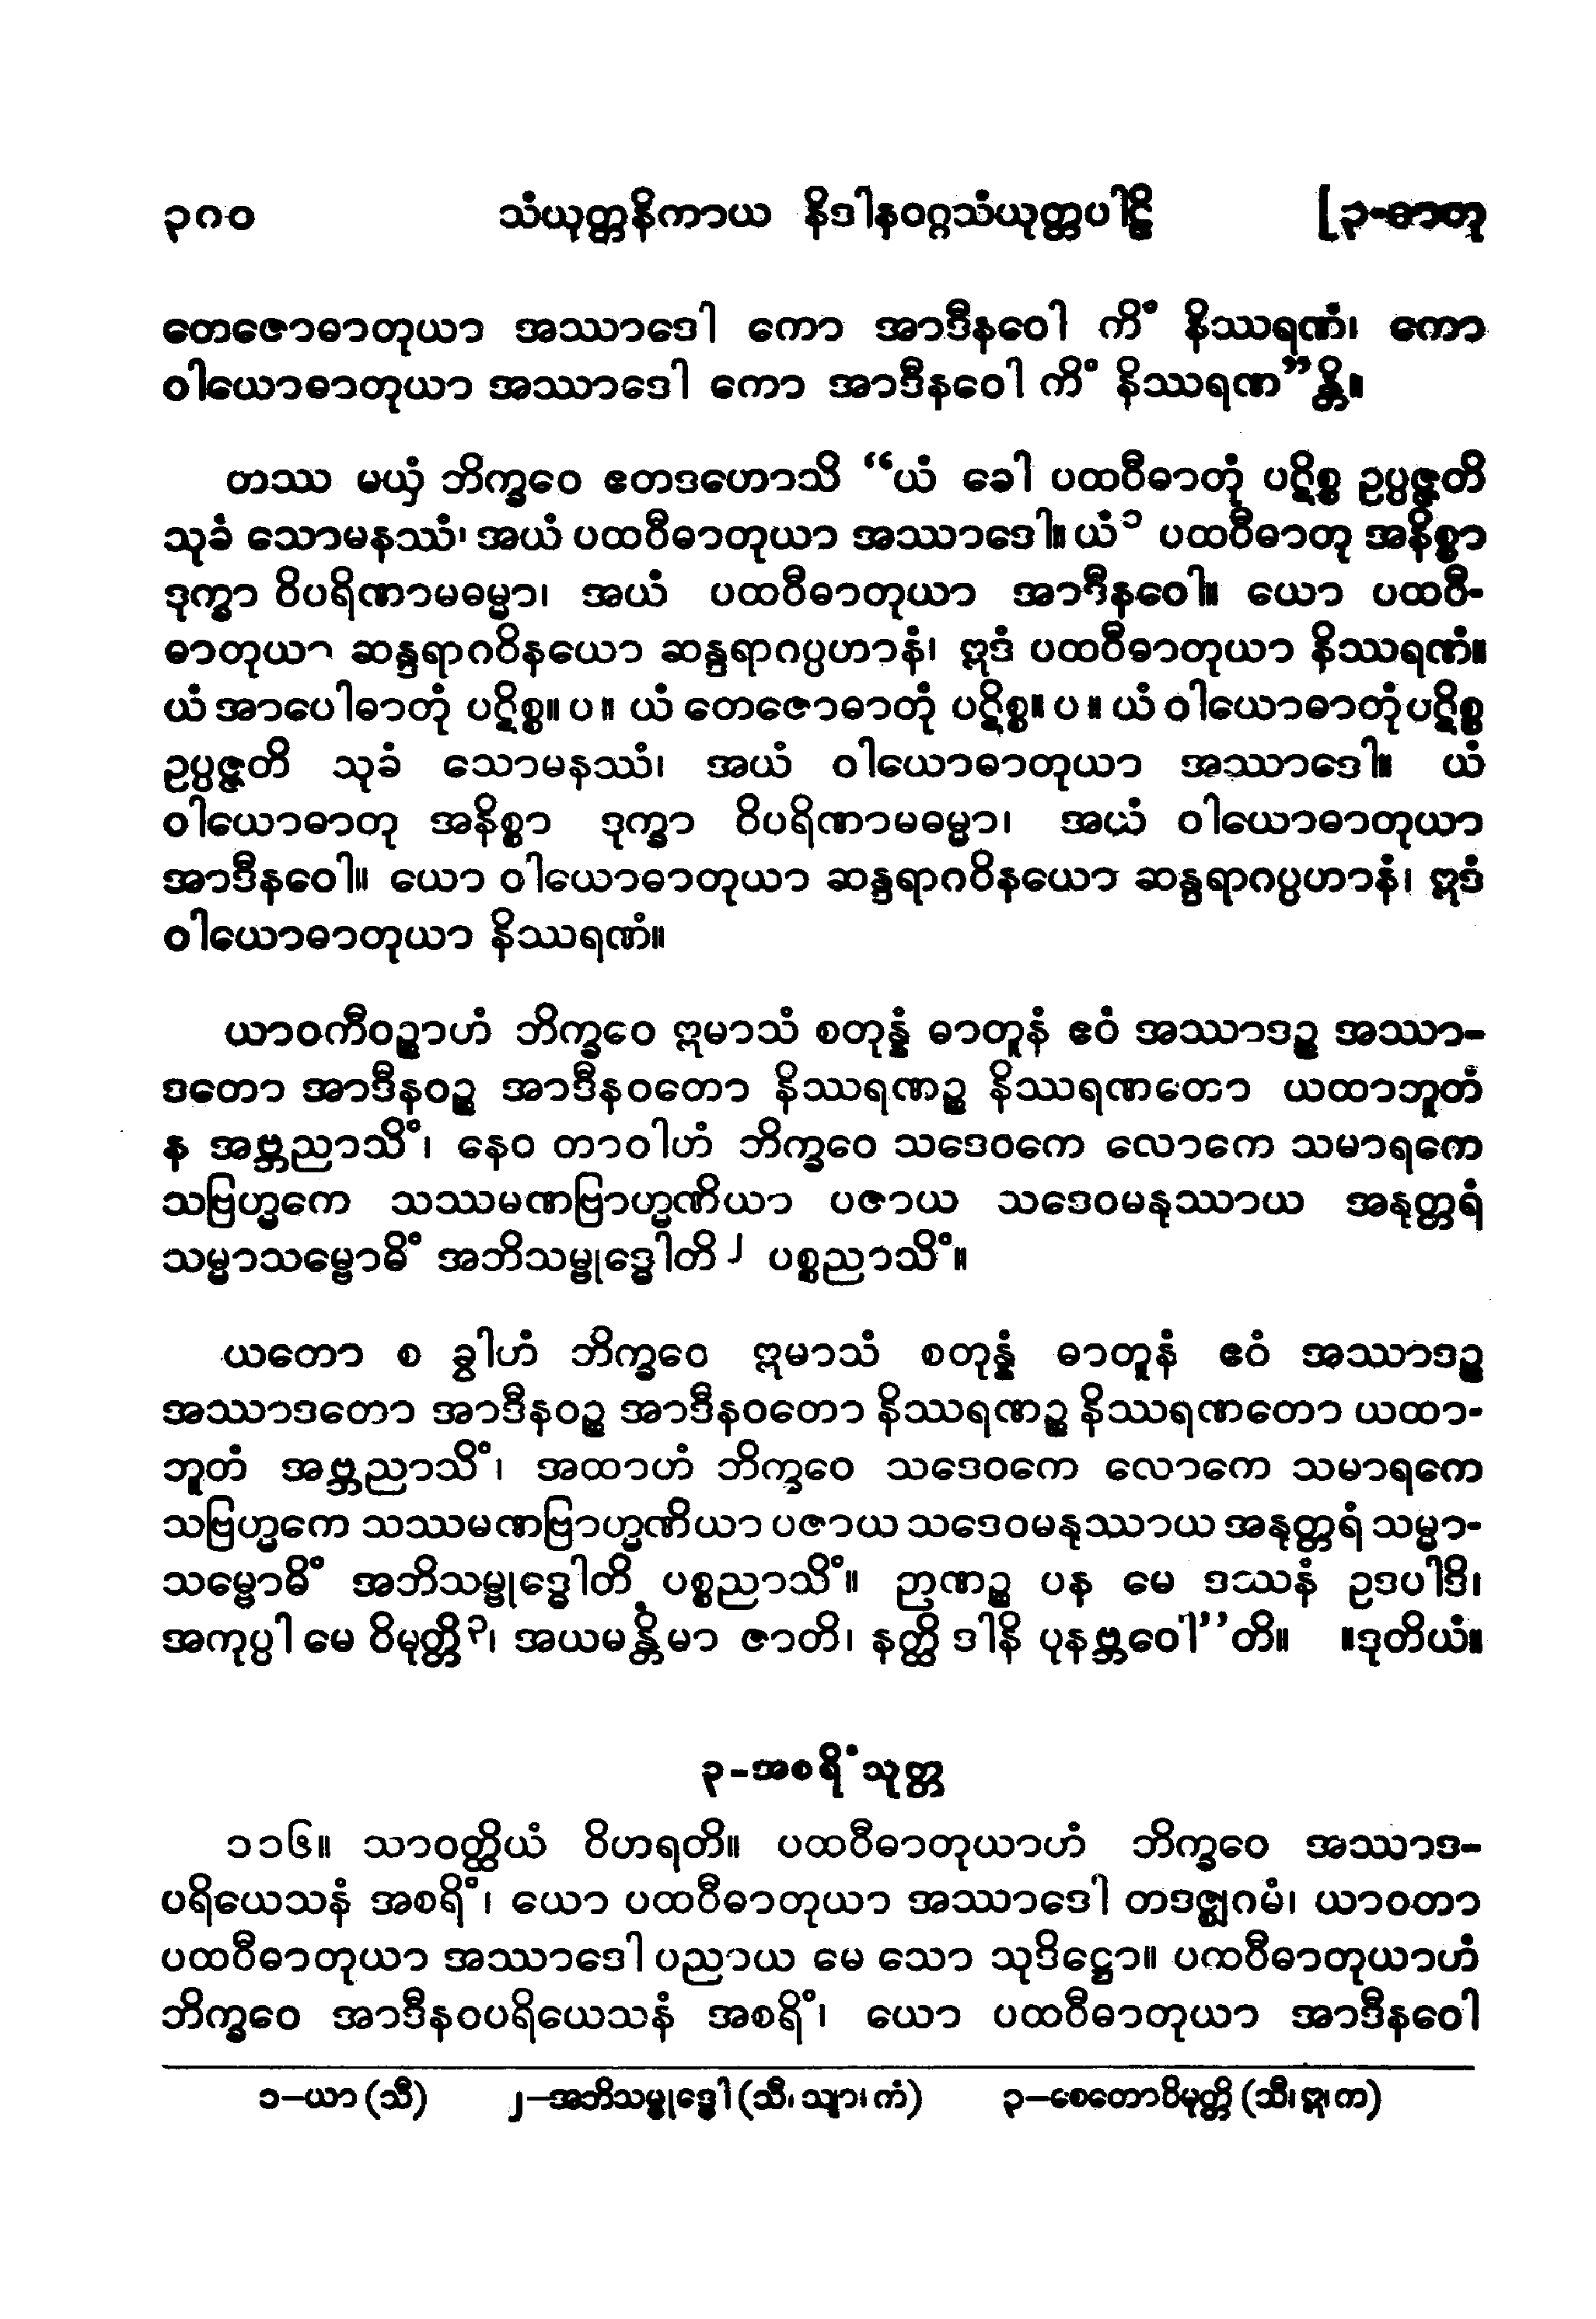 ၃၈၀ သံယုတ္တနိကာယ နိဒါနဝဂ္ဂသံယုတ္တပါဠိ [၃-ဓာတု
တေဇောဓာတုယာ အဿာဒေါ ကော အာဒီနဝေါ ကိံ နိဿရဏံ၊ ကော
ဝါယောဓာတုယာ အဿာဒေါ ကော အာဒီနဝေါ ကိံ နိဿရဏ”န္တိ။
တဿ မယှံ ဘိက္ခဝေ ဧတဒဟောသိ “ယံ ခေါ ပထဝီဓာတုံ ပဋိစ္စ ဥပ္ပဇ္ဇတိ
သုခံ သောမနဿံ၊ အယံ ပထဝီဓာတုယာ အဿာဒေါ။ ယံ၁ ပထဝီဓာတု အနိစ္စာ
ဒုက္ခာ ဝိပရိဏာမဓမ္မာ၊ အယံ ပထဝီဓာတုယာ အာဒီနဝေါ။ ယော ပထဝီ-
ဓာတုယာ ဆန္ဒရာဂဝိနယော ဆန္ဒရာဂပ္ပဟာနံ၊ ဣဒံ ပထဝီဓာတုယာ နိဿရဏံ။
ယံ အာပေါဓာတုံ ပဋိစ္စ။ ပ ။ ယံ တေဇောဓာတုံ ပဋိစ္စ။ ပ ။ ယံ ဝါယောဓာတုံ ပဋိစ္စ
ဥပ္ပဇ္ဇတိ သုခံ သောမနဿံ၊ အယံ ဝါယောဓာတုယာ အဿာဒေါ။ ယံ
ဝါယောဓာတု အနိစ္စာ ဒုက္ခာ ဝိပရိဏာမဓမ္မာ၊ အယံ ဝါယောဓာတုယာ
အာဒီနဝေါ။ ယော ဝါယောဓာတုယာ ဆန္ဒရာဂဝိနယော ဆန္ဒရာဂပ္ပဟာနံ၊ ဣဒံ
ဝါယောဓာတုယာ နိဿရဏံ။
ယာဝကီဝဉ္စာဟံ ဘိက္ခဝေ ဣမာသံ စတုန္နံ ဓာတူနံ ဧဝံ အဿာဒဉ္စ အဿာ-
ဒတော အာဒီနဝဉ္စ အာဒီနဝတော နိဿရဏဉ္စ နိဿရဏတော ယထာဘူတံ
န အဗ္ဘညာသိံ၊ နေဝ တာဝါဟံ ဘိက္ခဝေ သဒေဝကေ လောကေ သမာရကေ
သဗြဟ္မကေ သဿမဏဗြာဟ္မဏိယာ ပဇာယ သဒေဝမနုဿာယ အနုတ္တရံ
သမ္မာသမ္ဗောဓိံ အဘိသမ္ဗုဒ္ဓေါတိ၂ ပစ္စညာသိံ။
ယတော စ ခွါဟံ ဘိက္ခဝေ ဣမာသံ စတုန္နံ ဓာတူနံ ဧဝံ အဿာဒဉ္စ
အဿာဒတော အာဒီနဝဉ္စ အာဒီနဝတော နိဿရဏဉ္စ နိဿရဏတော ယထာ-
ဘူတံ အဗ္ဘညာသိံ၊ အထာဟံ ဘိက္ခဝေ သဒေဝကေ လောကေ သမာရကေ
သဗြဟ္မကေ သဿမဏဗြာဟ္မဏိယာ ပဇာယ သဒေဝမနုဿာယ အနုတ္တရံ သမ္မာ-
သမ္ဗောဓိံ အဘိသမ္ဗုဒ္ဓေါတိ ပစ္စညာသိံ။ ဉာဏဉ္စ ပန မေ ဒဿနံ ဥဒပါဒိ၊
အကုပ္ပါ မေ ဝိမုတ္တိ၃၊ အယမန္တိမာ ဇာတိ၊ နတ္ထိ ဒါနိ ပုနဗ္ဘဝေါ”တိ။ ။ဒုတိယံ။
၃-အစရိံသုတ္တ
၁၁၆။ သာဝတ္ထိယံ ဝိဟရတိ။ ပထဝီဓာတုယာဟံ ဘိက္ခဝေ အဿာဒ-
ပရိယေသနံ အစရိံ၊ ယော ပထဝီဓာတုယာ အဿာဒေါ တဒဇ္ဈဂမံ၊ ယာဝတာ
ပထဝီဓာတုယာ အဿာဒေါ ပညာယ မေ သော သုဒိဋ္ဌော။ ပထဝီဓာတုယာဟံ
ဘိက္ခဝေ အာဒီနဝပရိယေသနံ အစရိံ၊ ယော ပထဝီဓာတုယာ အာဒီနဝေါ
၁-ယာ (သီ) ၂-အဘိသမ္ဗုဒ္ဓေါ (သီ၊ သျာ၊ ကံ) ၃-စေတောဝိမုတ္တိ (သီ၊ ဣ၊ က)